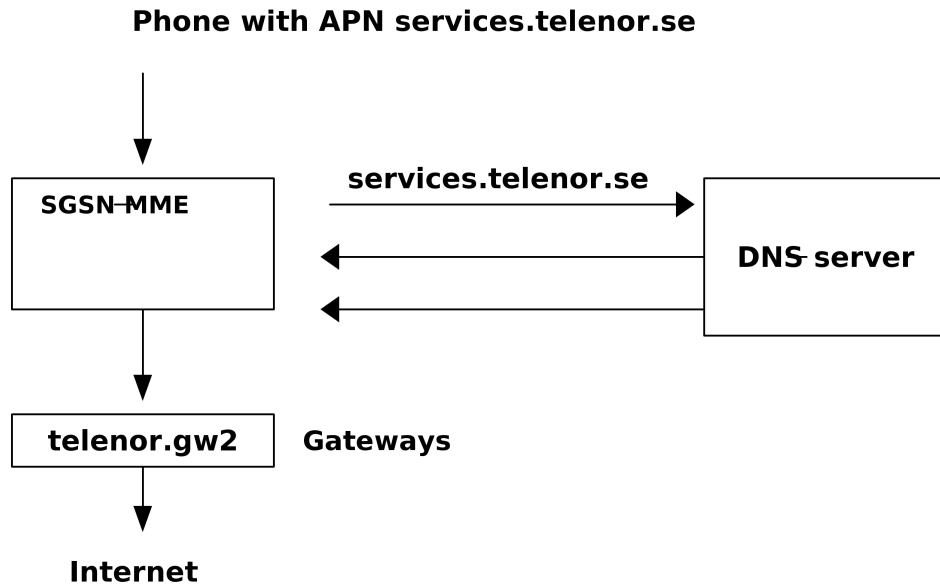 Phone with APN services.telenor.se
services.telenor.se
SGSN-MME
DNS- server
telenor.gw2
Gateways
Internet